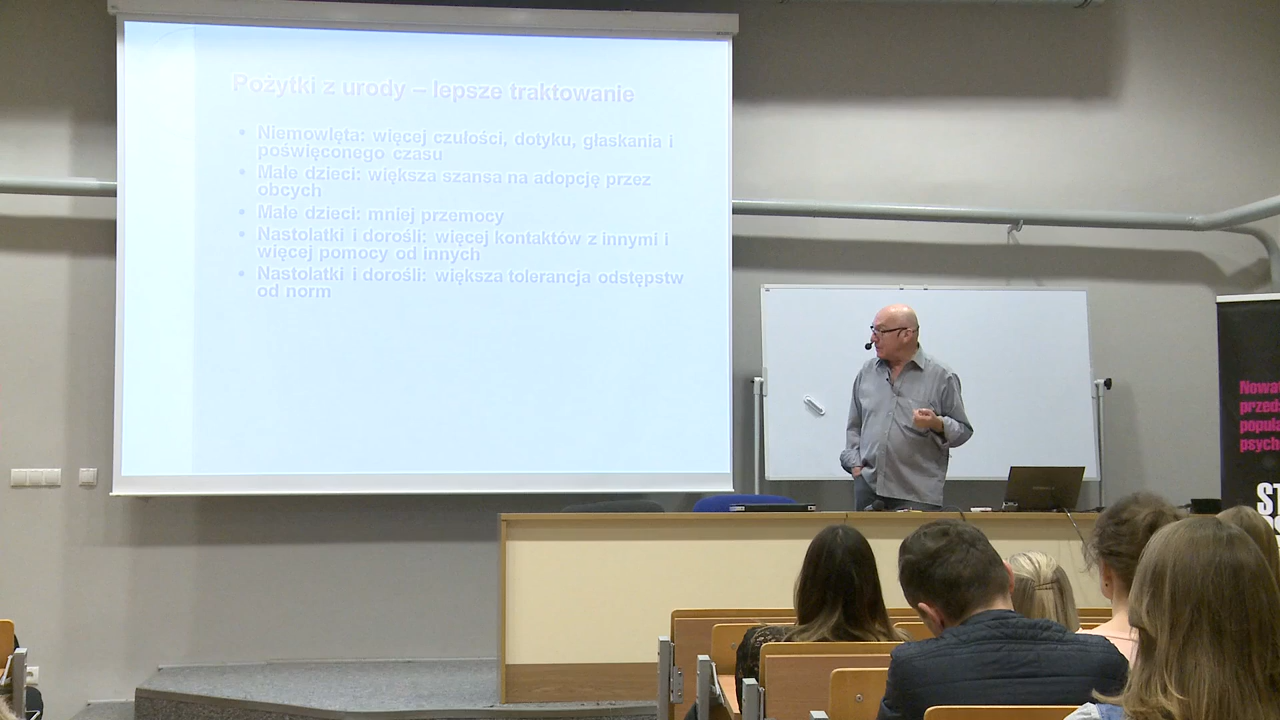 Pożytki z urody – lepsze traktowanie
• Niemowlęta: więcej czułości, dotyku, głaskania i
poświęconego czasu
• Małe dzieci: większa szansa na adopcję przez
obcych
• Małe dzieci: mniej przemocy
• Nastolatki i dorośli: więcej kontaktów z innymi i
więcej pomocy od innych
• Nastolatki i dorośli: większa tolerancja odstępstw
od norm